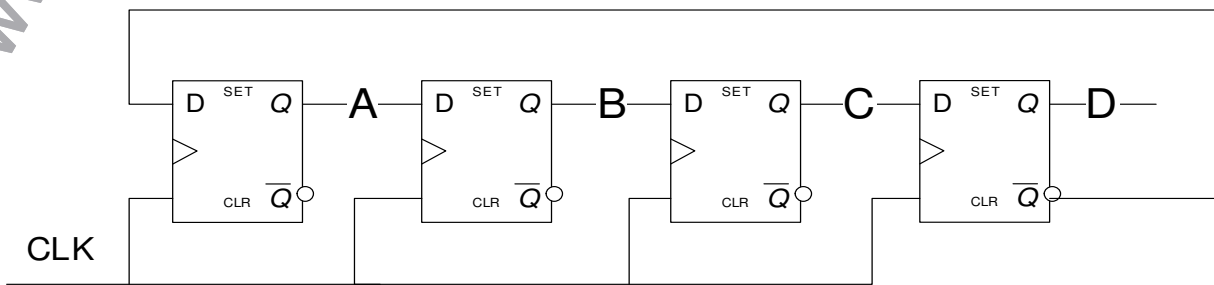 SET SET SET SET
D Q A D Q B D Q C D Q D
CLR Q CLR Q CLR Q CLR Q
CLK